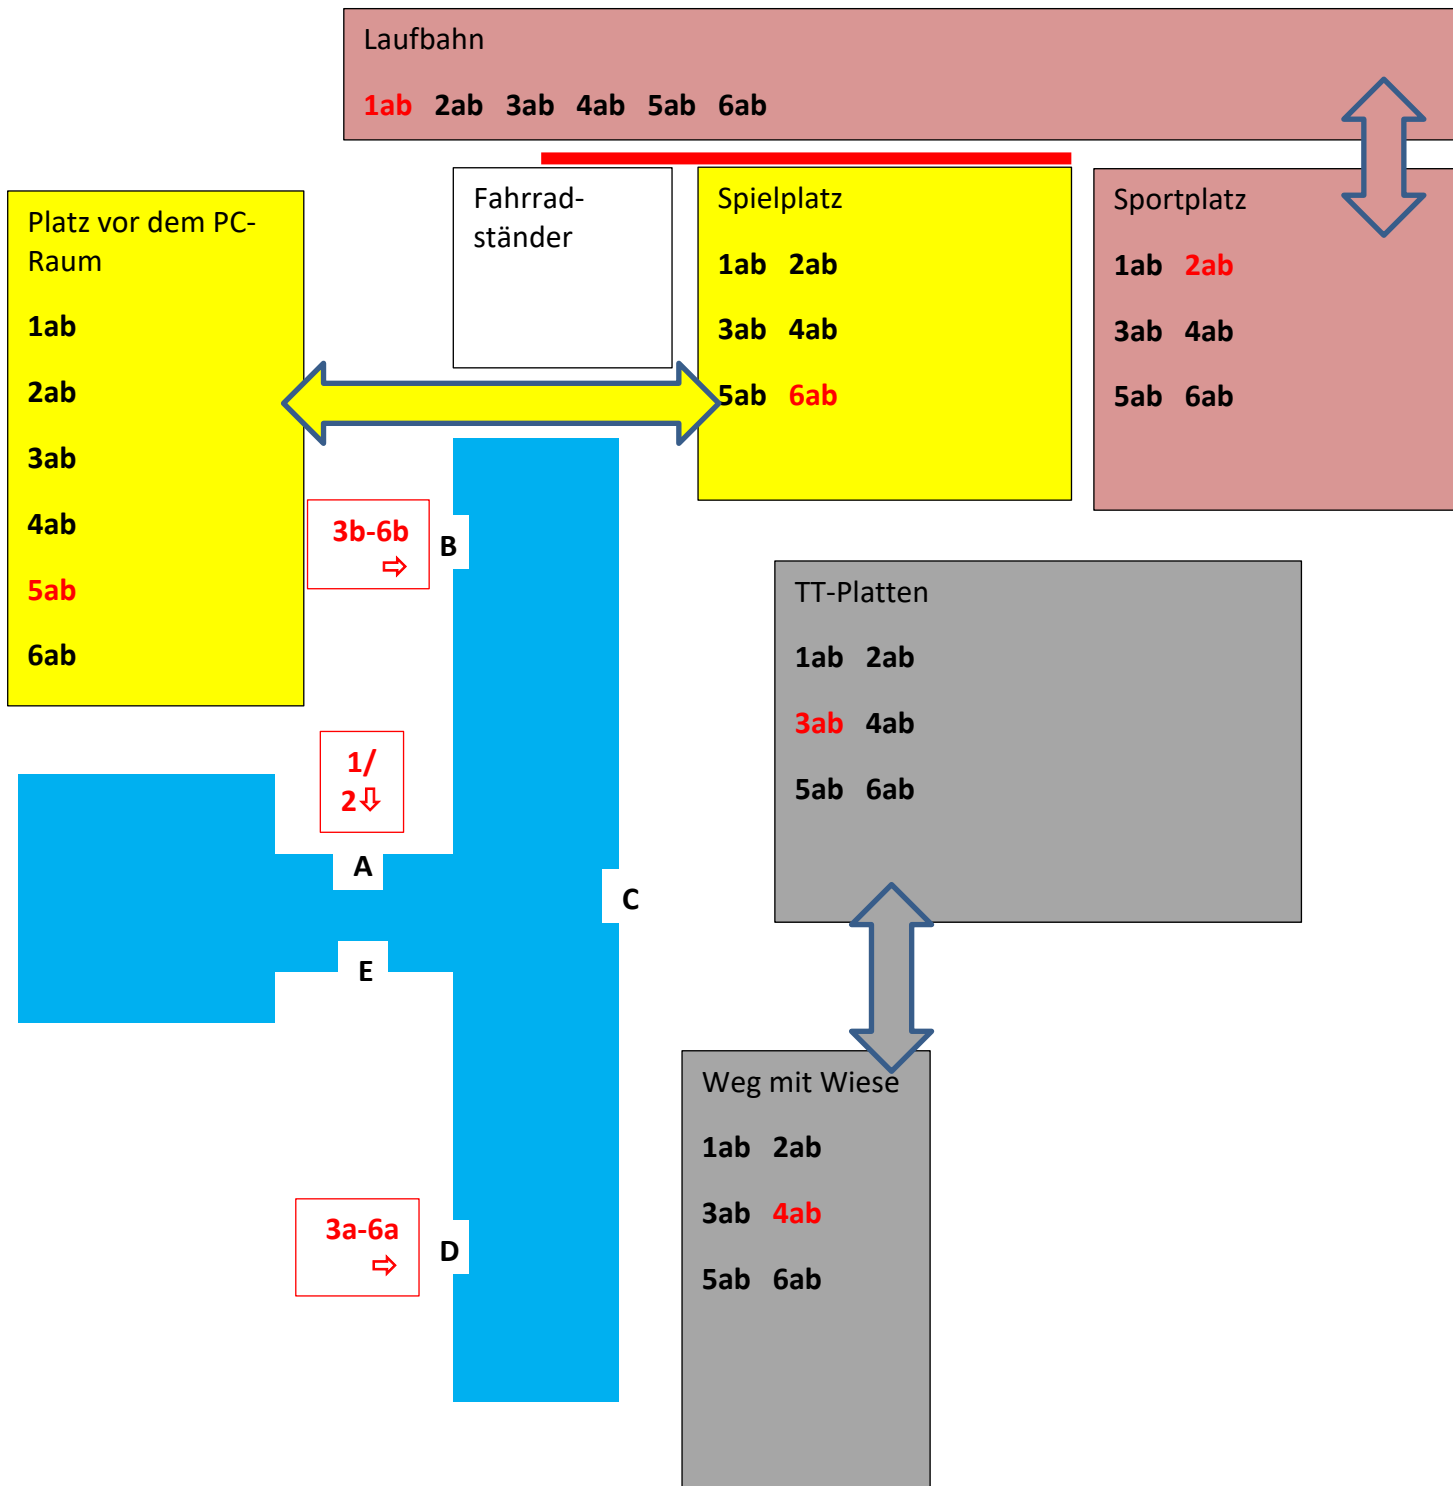 Laufbahn
1ab 2ab 3ab 4ab 5ab 6ab
Platz vor dem PC-
Raum
1ab
2ab
3ab
4ab
5ab
6ab
Fahrrad-
ständer
Spielplatz
1ab 2ab
3ab 4ab
5ab 6ab
Sportplatz
1ab 2ab
3ab 4ab
5ab 6ab
3b-6b
⇨
B
TT-Platten
1ab 2ab
3ab 4ab
5ab 6ab
1/
2⇩
A
C
E
Weg mit Wiese
1ab 2ab
3ab 4ab
5ab 6ab
3a-6a
⇨
D